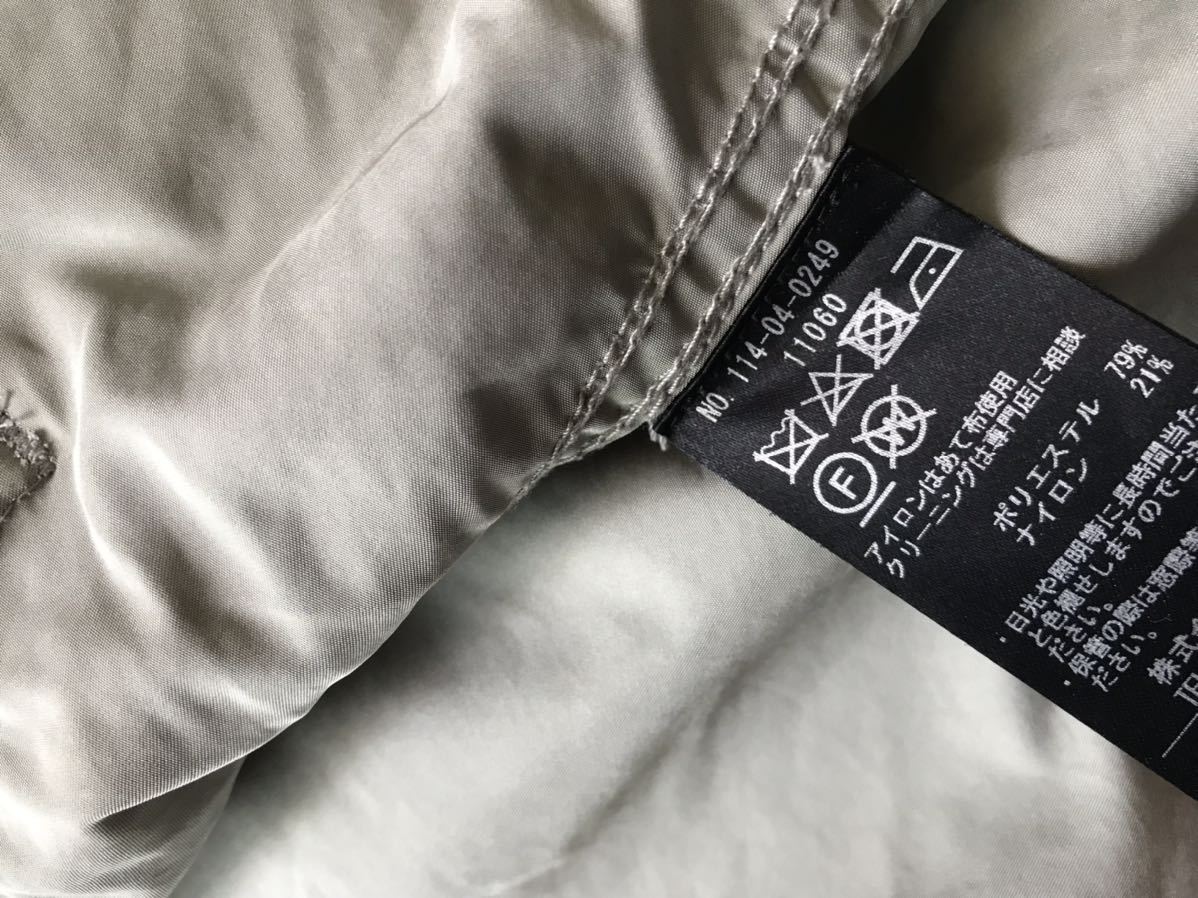 NO. 114-04-0249
11060
F
W
アイロンはあて布使用
クリーニングは専門店に相談
ポリエステル 79%
ナイロン 21%
・日光や照明等に長時間当た
と色褪せしますのでご注
ださい。
・保管の際は
ださい。
株式